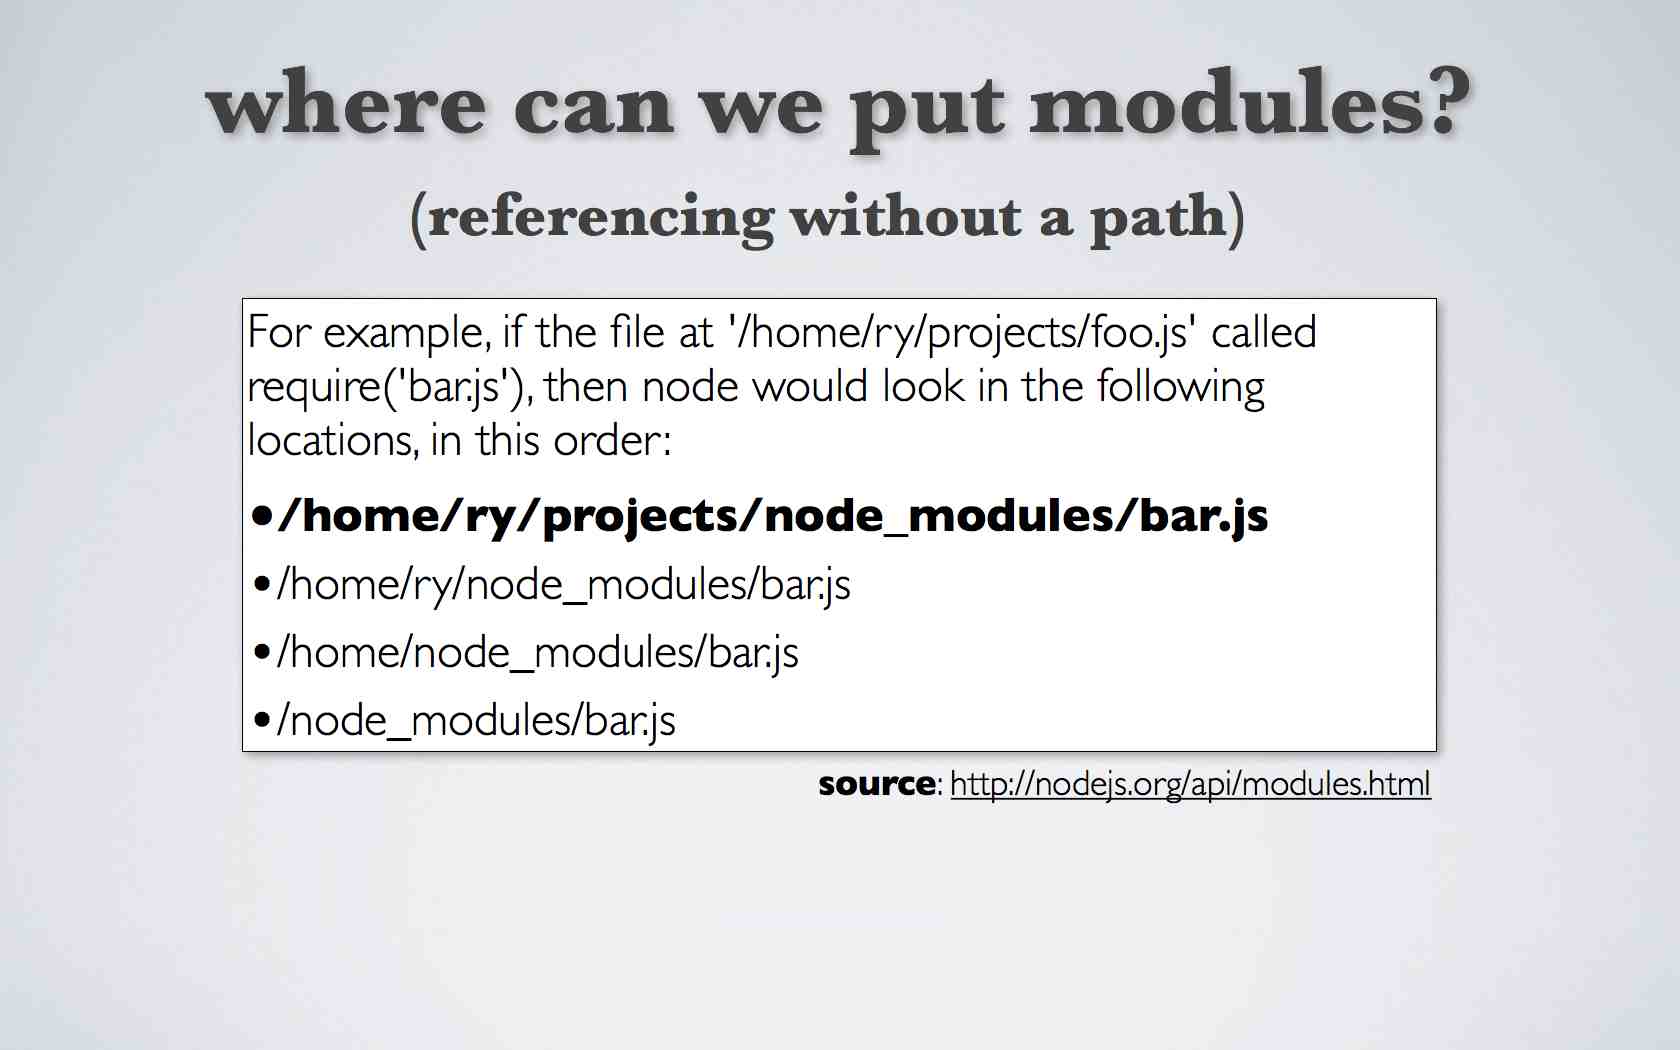 where can we put modules?
(referencing without a path)
For example, if the file at '/home/ry/projects/foo.js' called
require('bar.js'), then node would look in the following
locations, in this order:
•/home/ry/projects/node_modules/bar.js
•/home/ry/node_modules/bar.js
•/home/node_modules/bar.js
•/node_modules/bar.js
source: http://nodejs.org/api/modules.html